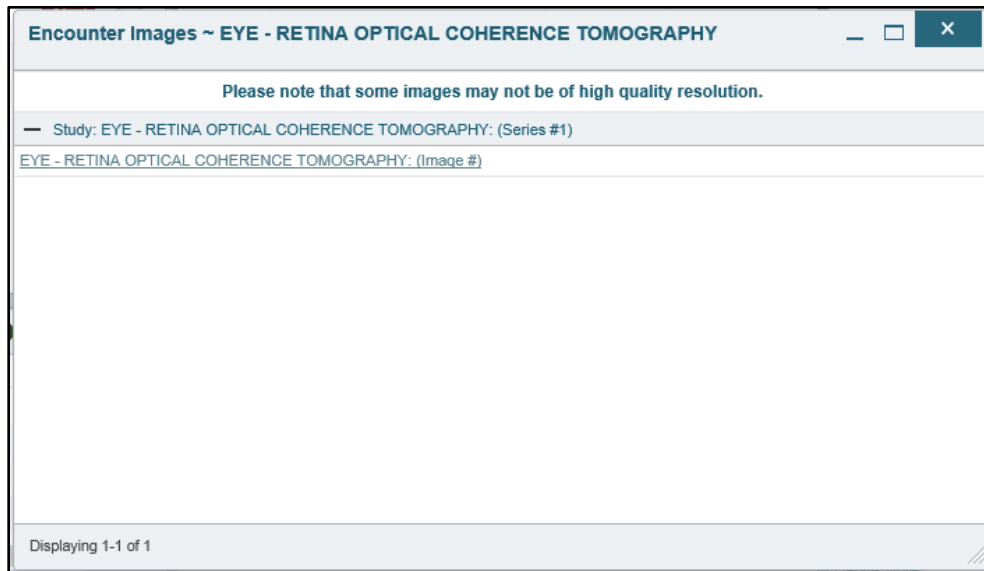 Encounter Images ~ EYE - RETINA OPTICAL COHERENCE TOMOGRAPHY
Please note that some images may not be of high quality resolution.
Study: EYE - RETINA OPTICAL COHERENCE TOMOGRAPHY: (Series #1)
EYE - RETINA OPTICAL COHERENCE TOMOGRAPHY: (Image #)
Displaying 1-1 of 1